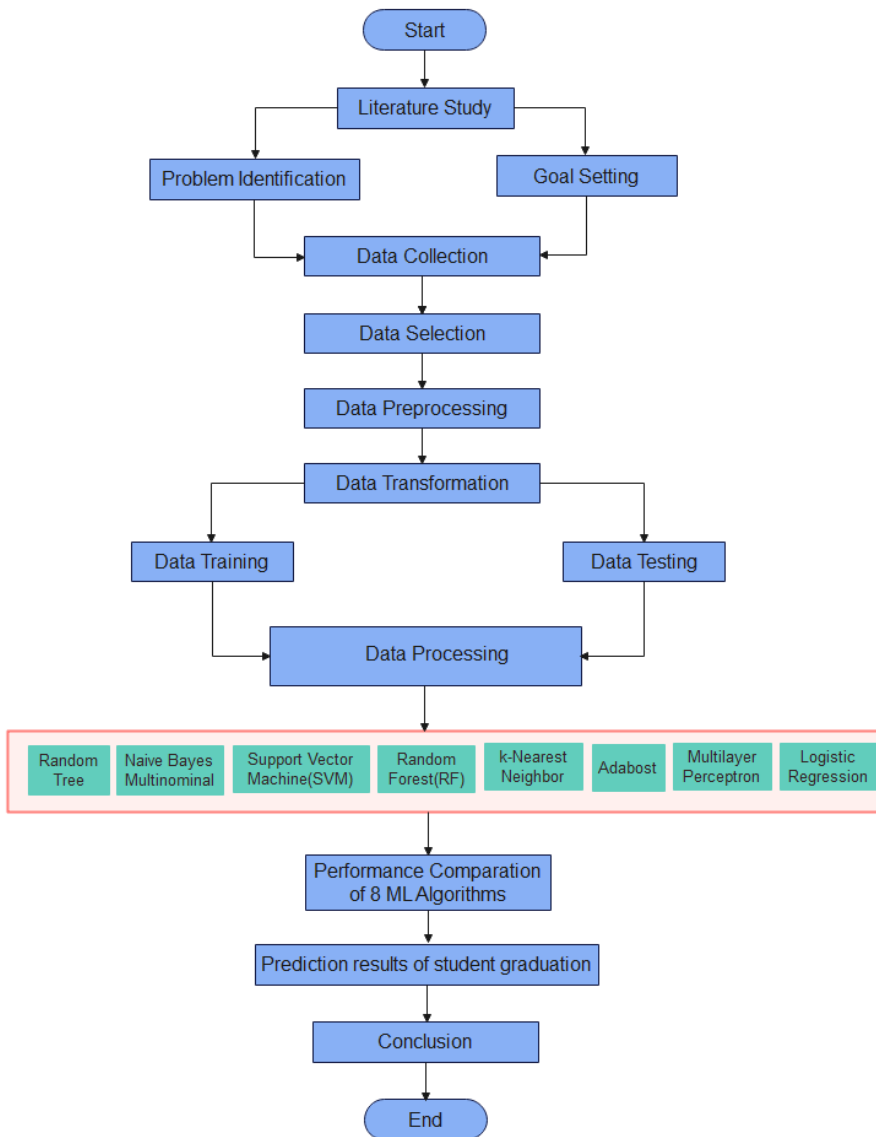 Start
Literature Study
Problem Identification
Goal Setting
Data Collection
Data Selection
Data Preprocessing
Data Transformation
Data Training
Data Testing
Data Processing
Random
Tree
Naive Bayes
Multinominal
Support Vector
Machine(SVM)
Random
Forest(RF)
k-Nearest
Neighbor
Adabost
Multilayer
Perceptron
Logistic
Regression
Performance Comparation
of 8 ML Algorithms
Prediction results of student graduation
Conclusion
End